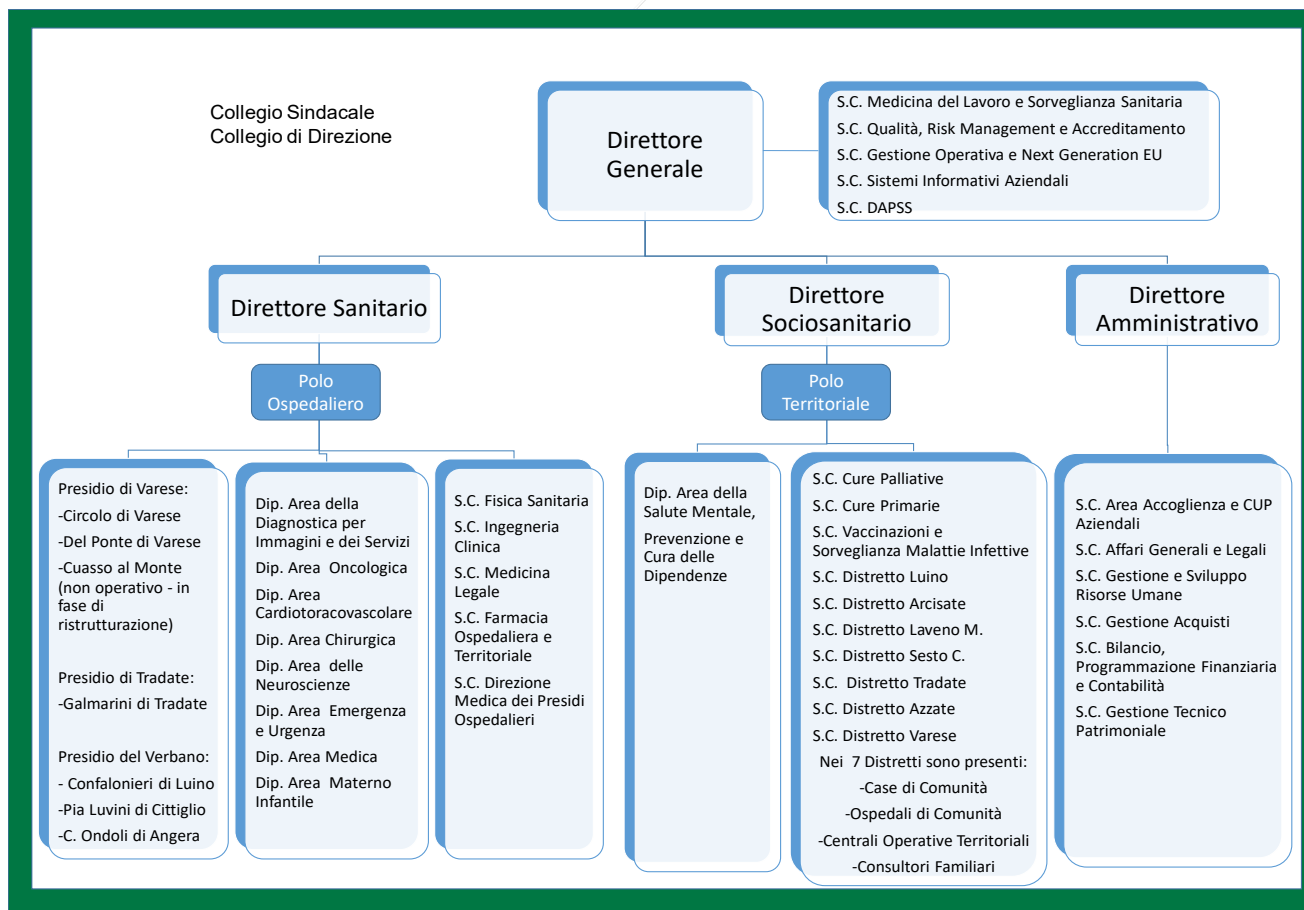 Collegio Sindacale
Collegio di Direzione
Direttore
Generale
S.C. Medicina del Lavoro e Sorveglianza Sanitaria
S.C. Qualità, Risk Management e Accreditamento
S.C. Gestione Operativa e Next Generation EU
S.C. Sistemi Informativi Aziendali
S.C. DAPSS
Direttore Sanitario
Direttore
Sociosanitario
Direttore
Amministrativo
Polo
Ospedaliero
Polo
Territoriale
Presidio di Varese:
-Circolo di Varese
-Del Ponte di Varese
-Cuasso al Monte
(non operativo - in
fase di
ristrutturazione)
Presidio di Tradate:
-Galmarini di Tradate
Presidio del Verbano:
- Confalonieri di Luino
-Pia Luvini di Cittiglio
-C. Ondoli di Angera
Dip. Area della
Diagnostica per
Immagini e dei Servizi
Dip. Area Oncologica
Dip. Area
Cardiotoracovascolare
Dip. Area Chirurgica
Dip. Area delle
Neuroscienze
Dip. Area Emergenza
e Urgenza
Dip. Area Medica
Dip. Area Materno
Infantile
S.C. Fisica Sanitaria
S.C. Ingegneria
Clinica
S.C. Medicina
Legale
S.C. Farmacia
Ospedaliera e
Territoriale
S.C. Direzione
Medica dei Presidi
Ospedalieri
Dip. Area della
Salute Mentale,
Prevenzione e
Cura delle
Dipendenze
S.C. Cure Palliative
S.C. Cure Primarie
S.C. Vaccinazioni e
Sorveglianza Malattie Infettive
S.C. Distretto Luino
S.C. Distretto Arcisate
S.C. Distretto Laveno M.
S.C. Distretto Sesto C.
S.C. Distretto Tradate
S.C. Distretto Azzate
S.C. Distretto Varese
Nei 7 Distretti sono presenti:
-Case di Comunità
-Ospedali di Comunità
-Centrali Operative Territoriali
-Consultori Familiari
S.C. Area Accoglienza e CUP
Aziendali
S.C. Affari Generali e Legali
S.C. Gestione e Sviluppo
Risorse Umane
S.C. Gestione Acquisti
S.C. Bilancio,
Programmazione Finanziaria
e Contabilità
S.C. Gestione Tecnico
Patrimoniale